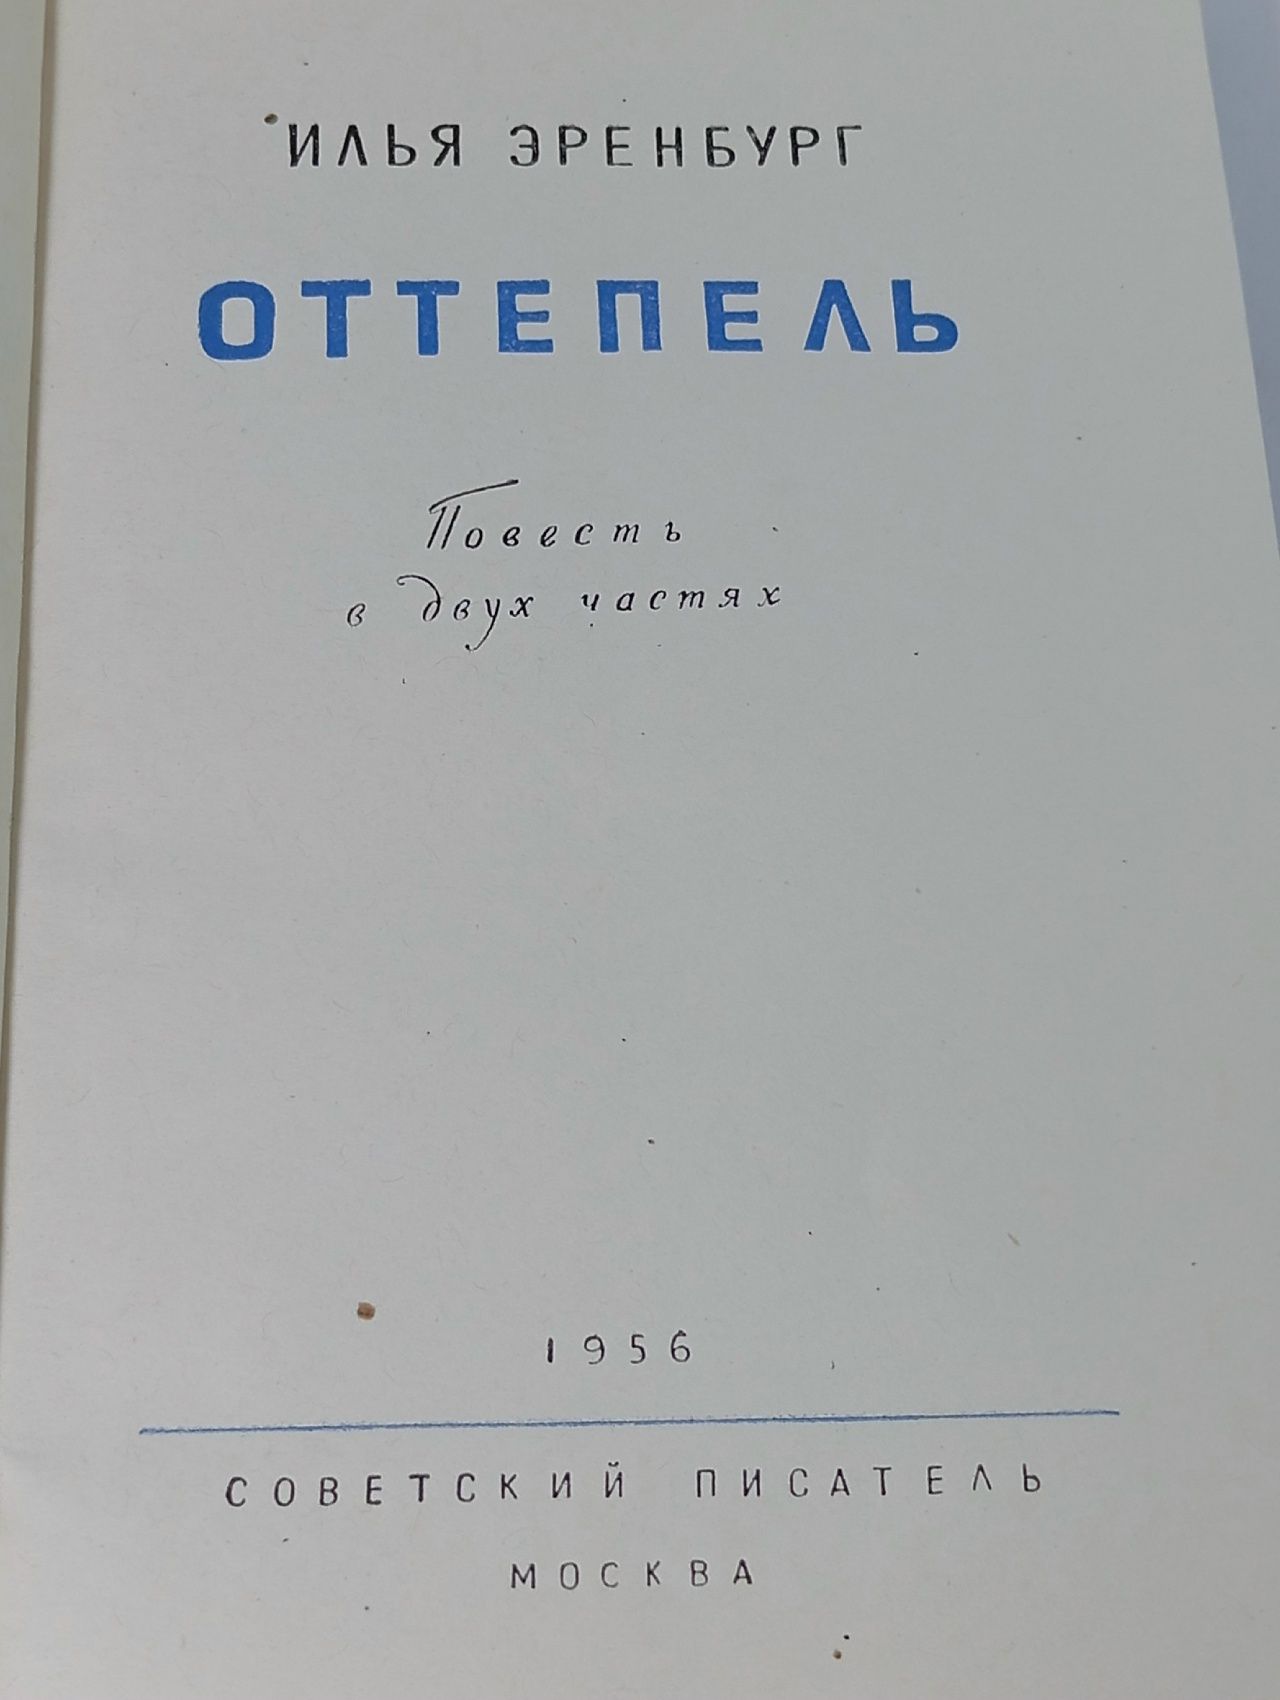 ИЛЬЯ ЭРЕНБУРГ
ОТТЕПЕЛЬ
Повесть
в двух частях
1956
СОВЕТСКИЙ ПИСАТЕЛЬ
МОСКВА